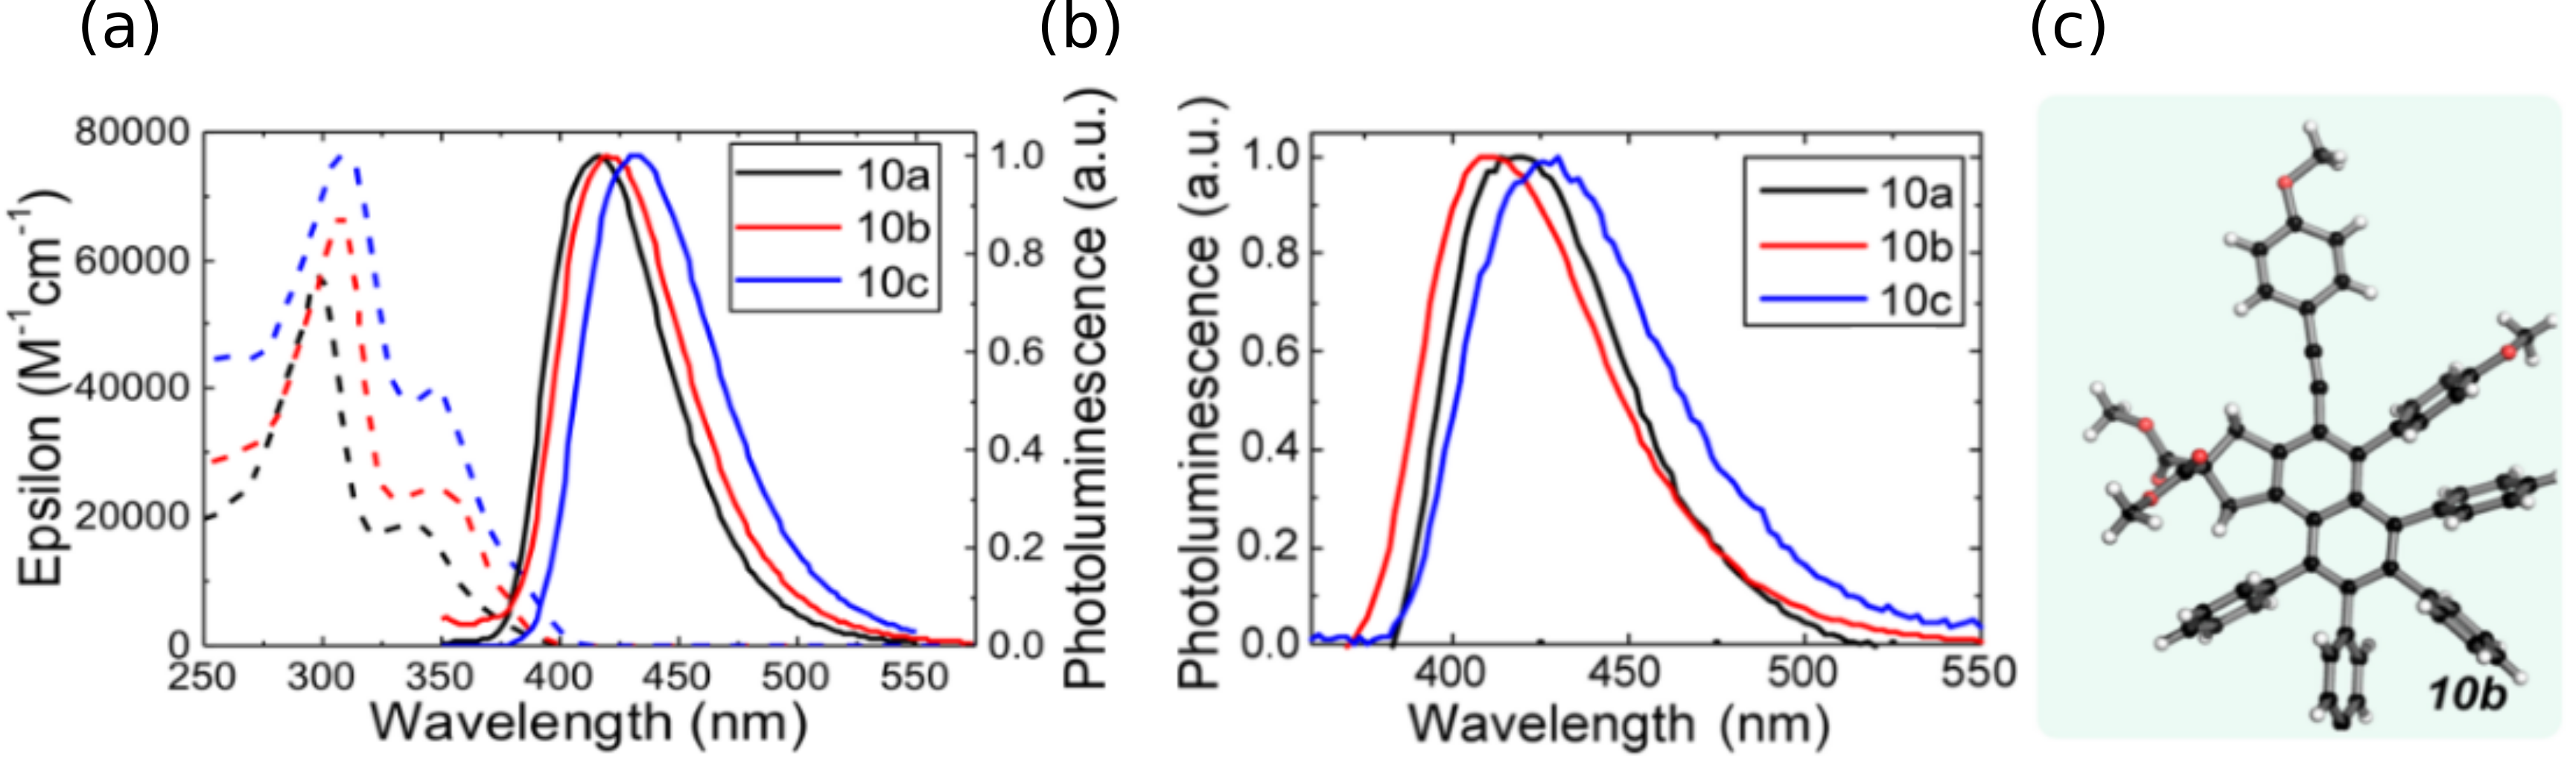 (a)
Epsilon (M⁻¹cm⁻¹)
80000
60000
40000
20000
0
250 300 350 400 450 500 550
Wavelength (nm)
1.0
0.8
0.6
0.4
0.2
0.0
Photoluminescence (a.u.)
10a
10b
10c
(b)
Photoluminescence (a.u.)
1.0
0.8
0.6
0.4
0.2
0.0
400 450 500 550
Wavelength (nm)
10a
10b
10c
(c)
10b